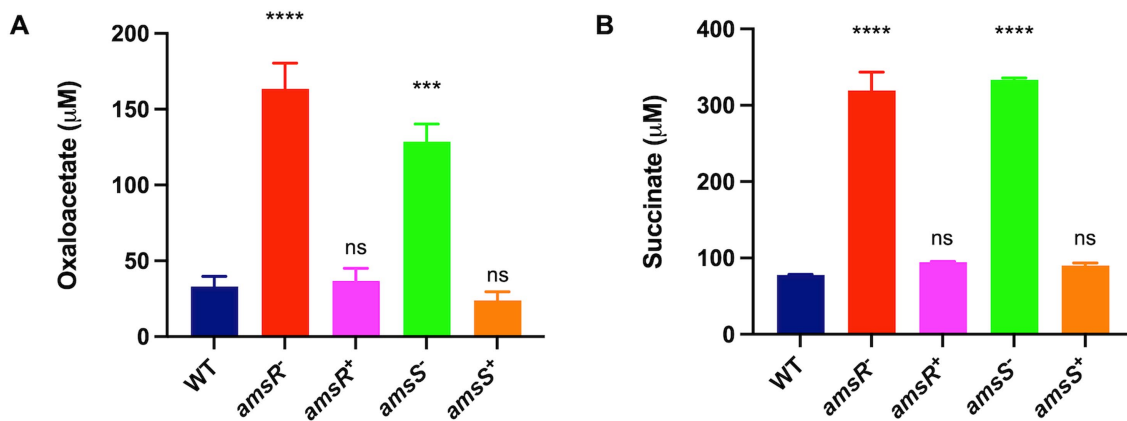 A
Oxaloacetate (μM)
200
150
100
50
0
****
ns
***
ns
WT
amsR⁻
amsR⁺
amsS⁻
amsS⁺
B
Succinate (μM)
400
300
200
100
0
****
ns
****
ns
WT
amsR⁻
amsR⁺
amsS⁻
amsS⁺